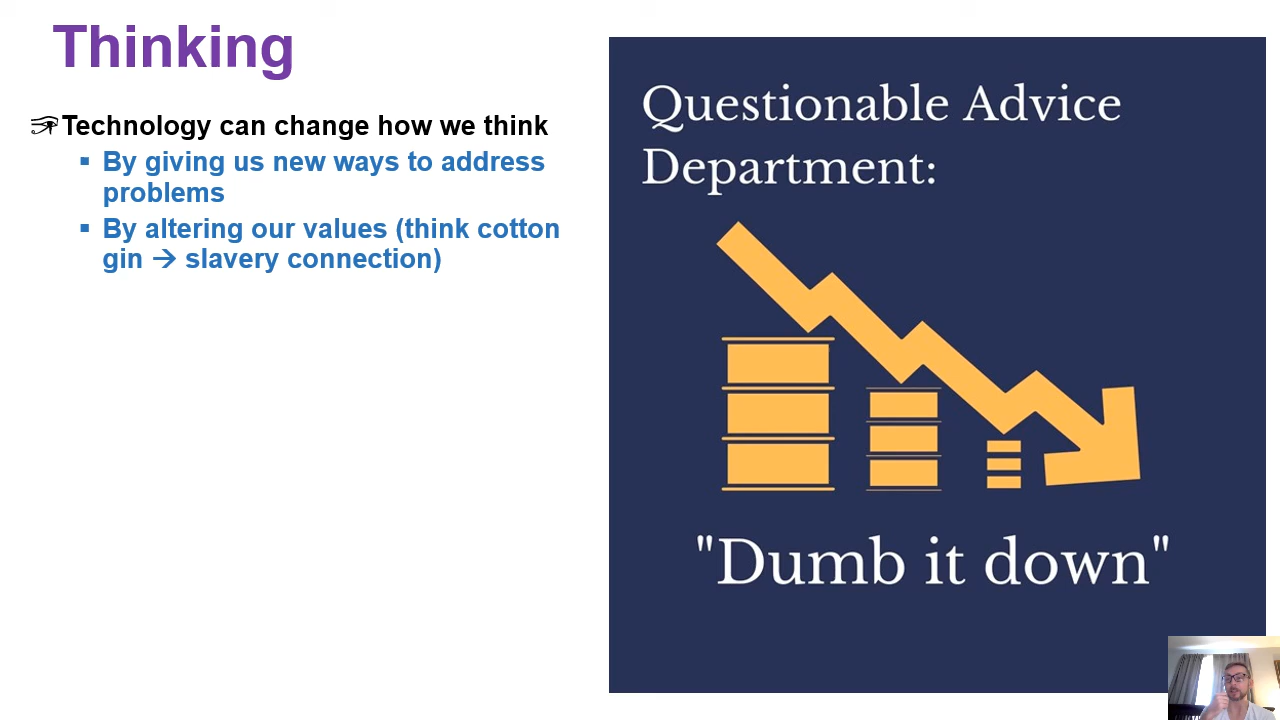 Thinking
Technology can change how we think
▪ By giving us new ways to address
problems
▪ By altering our values (think cotton
gin → slavery connection)
Questionable Advice
Department:
"Dumb it down"